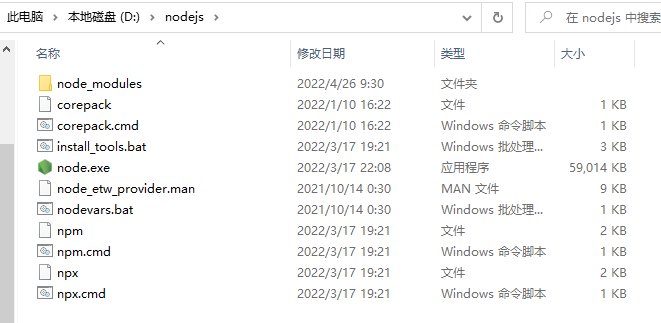 此电脑 > 本地磁盘 (D:) > nodejs
在 nodejs 中搜索
名称 修改日期 类型 大小
node_modules 2022/4/26 9:30 文件夹
corepack 2022/1/10 16:22 文件 1 KB
corepack.cmd 2022/1/10 16:22 Windows 命令脚本 1 KB
install_tools.bat 2022/3/17 19:21 Windows 批处理... 3 KB
node.exe 2022/3/17 22:08 应用程序 59,014 KB
node_etw_provider.man 2021/10/14 0:30 MAN 文件 9 KB
nodevars.bat 2021/10/14 0:30 Windows 批处理... 1 KB
npm 2022/3/17 19:21 文件 2 KB
npm.cmd 2022/3/17 19:21 Windows 命令脚本 1 KB
npx 2022/3/17 19:21 文件 2 KB
npx.cmd 2022/3/17 19:21 Windows 命令脚本 1 KB